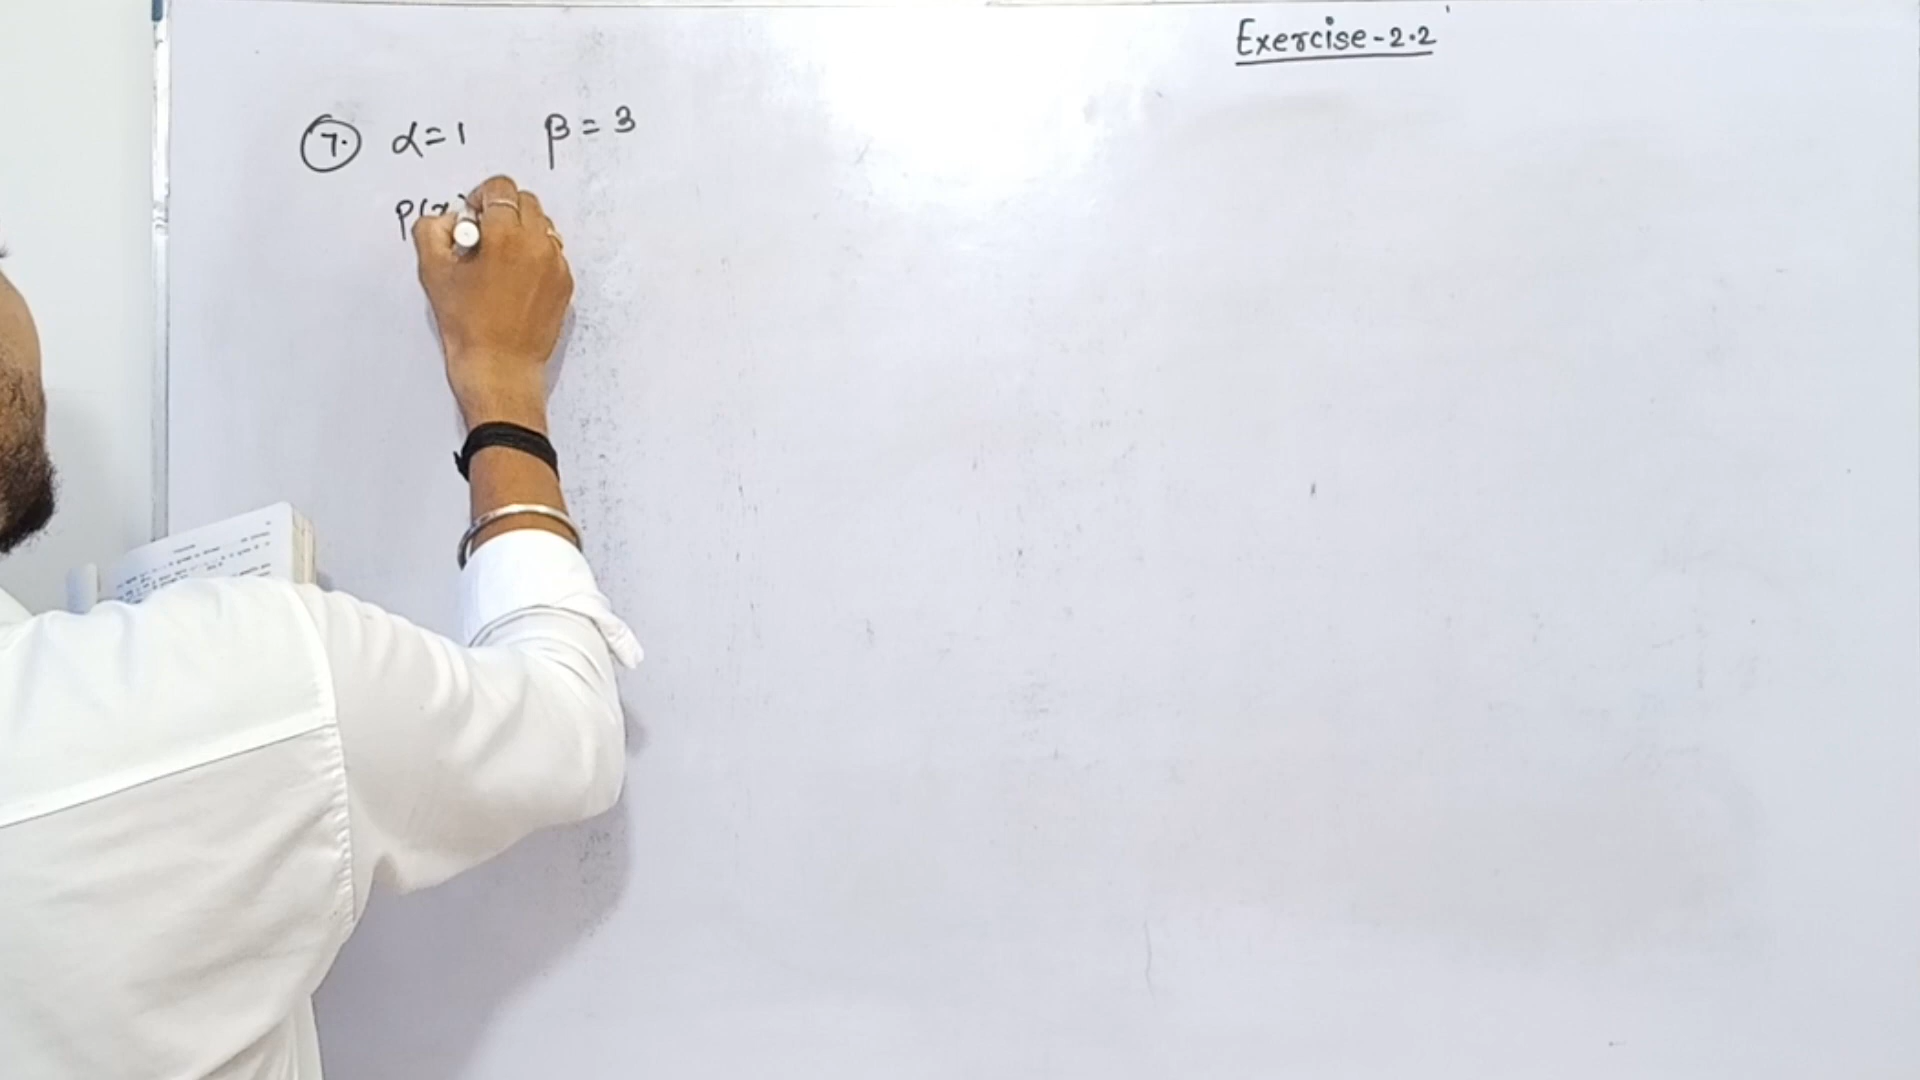 Exercise-2.2
7. α=1 β=3
P(x)